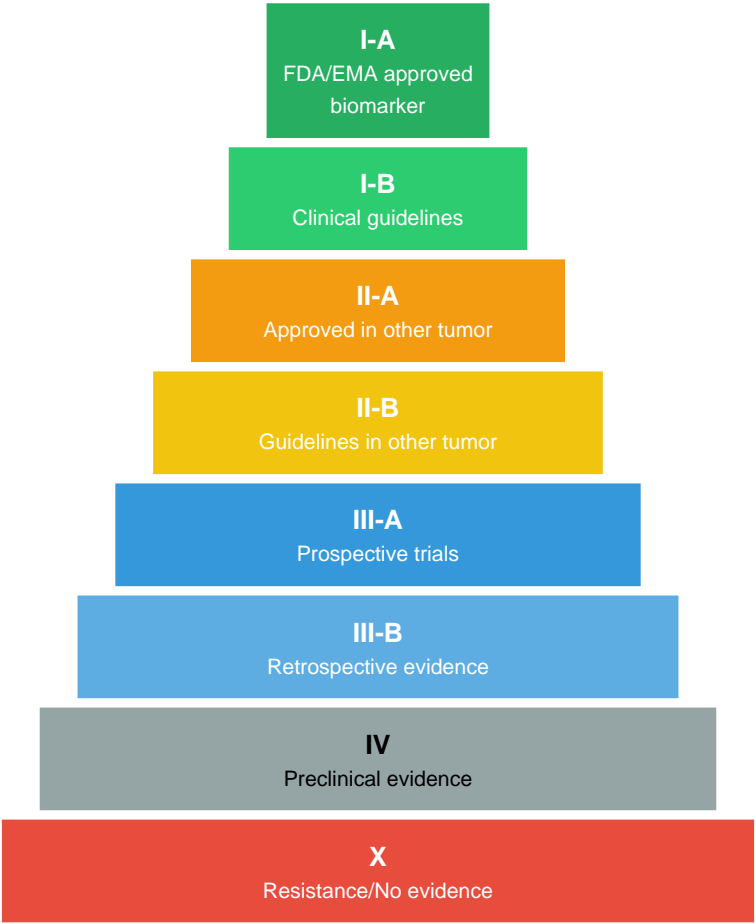 I-A
FDA/EMA approved
biomarker
I-B
Clinical guidelines
II-A
Approved in other tumor
II-B
Guidelines in other tumor
III-A
Prospective trials
III-B
Retrospective evidence
IV
Preclinical evidence
X
Resistance/No evidence